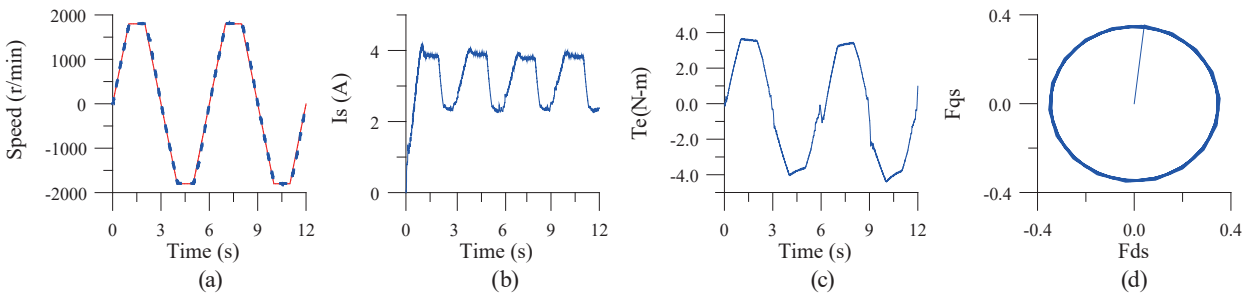 Speed (r/min)
2000
1000
0
-1000
-2000
0 3 6 9 12
Time (s)
(a)
Is (A)
4
2
0
0 3 6 9 12
Time (s)
(b)
Te(N-m)
4.0
2.0
0.0
-2.0
-4.0
0 3 6 9 12
Time (s)
(c)
Fqs
0.4
0.0
-0.4
-0.4 0.0 0.4
Fds
(d)